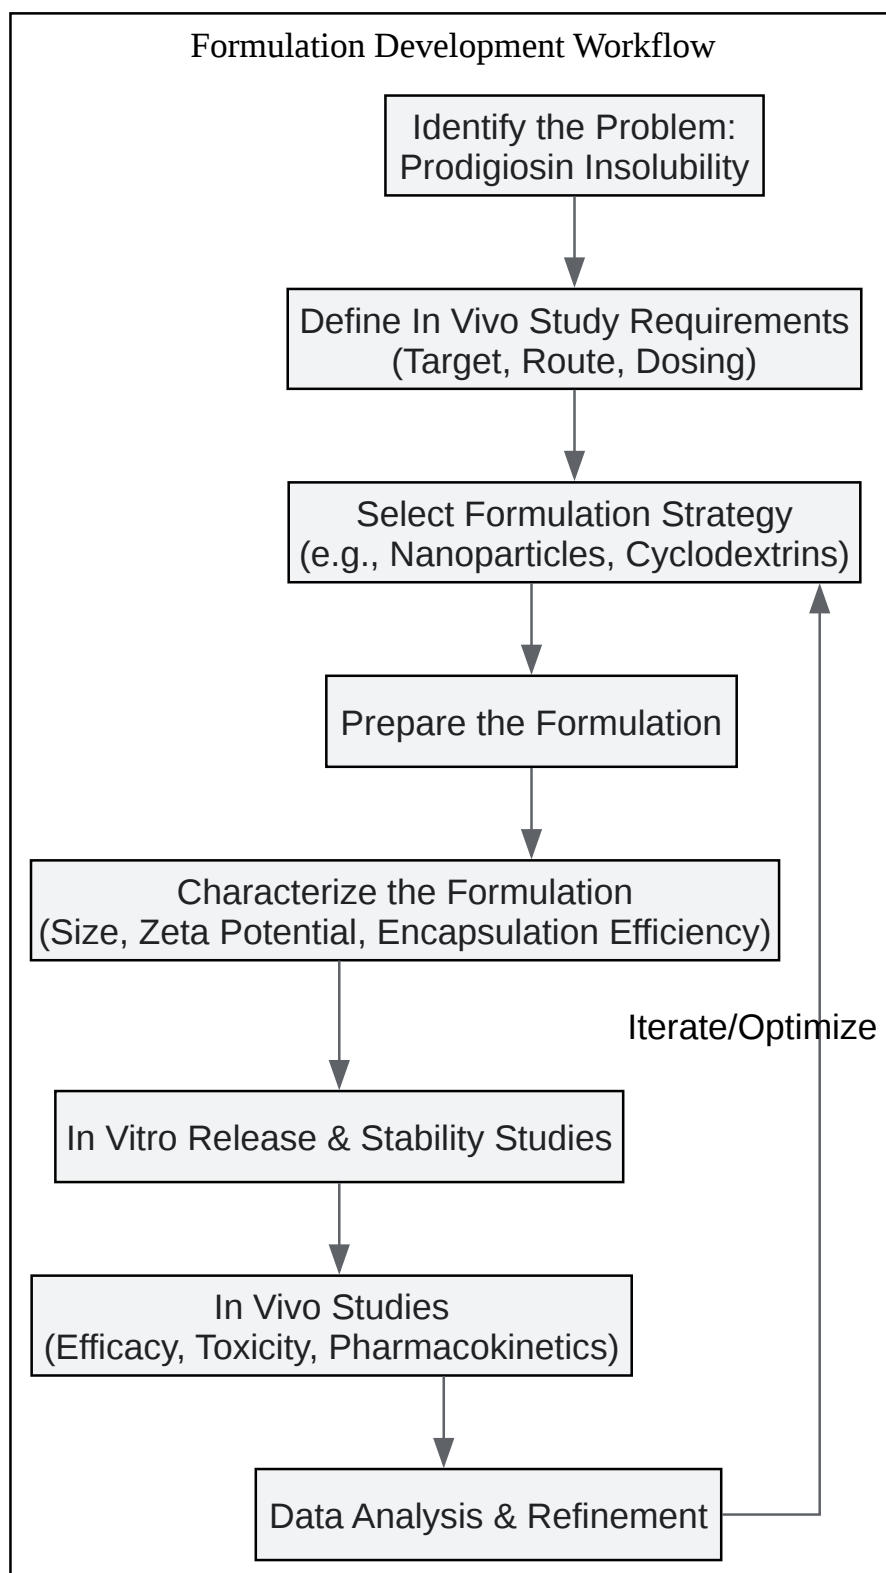 Formulation Development Workflow
Identify the Problem:
Prodigiosin Insolubility
Define In Vivo Study Requirements
(Target, Route, Dosing)
Select Formulation Strategy
(e.g., Nanoparticles, Cyclodextrins)
Prepare the Formulation
Characterize the Formulation
(Size, Zeta Potential, Encapsulation Efficiency)
Iterate/Optimize
In Vitro Release & Stability Studies
In Vivo Studies
(Efficacy, Toxicity, Pharmacokinetics)
Data Analysis & Refinement